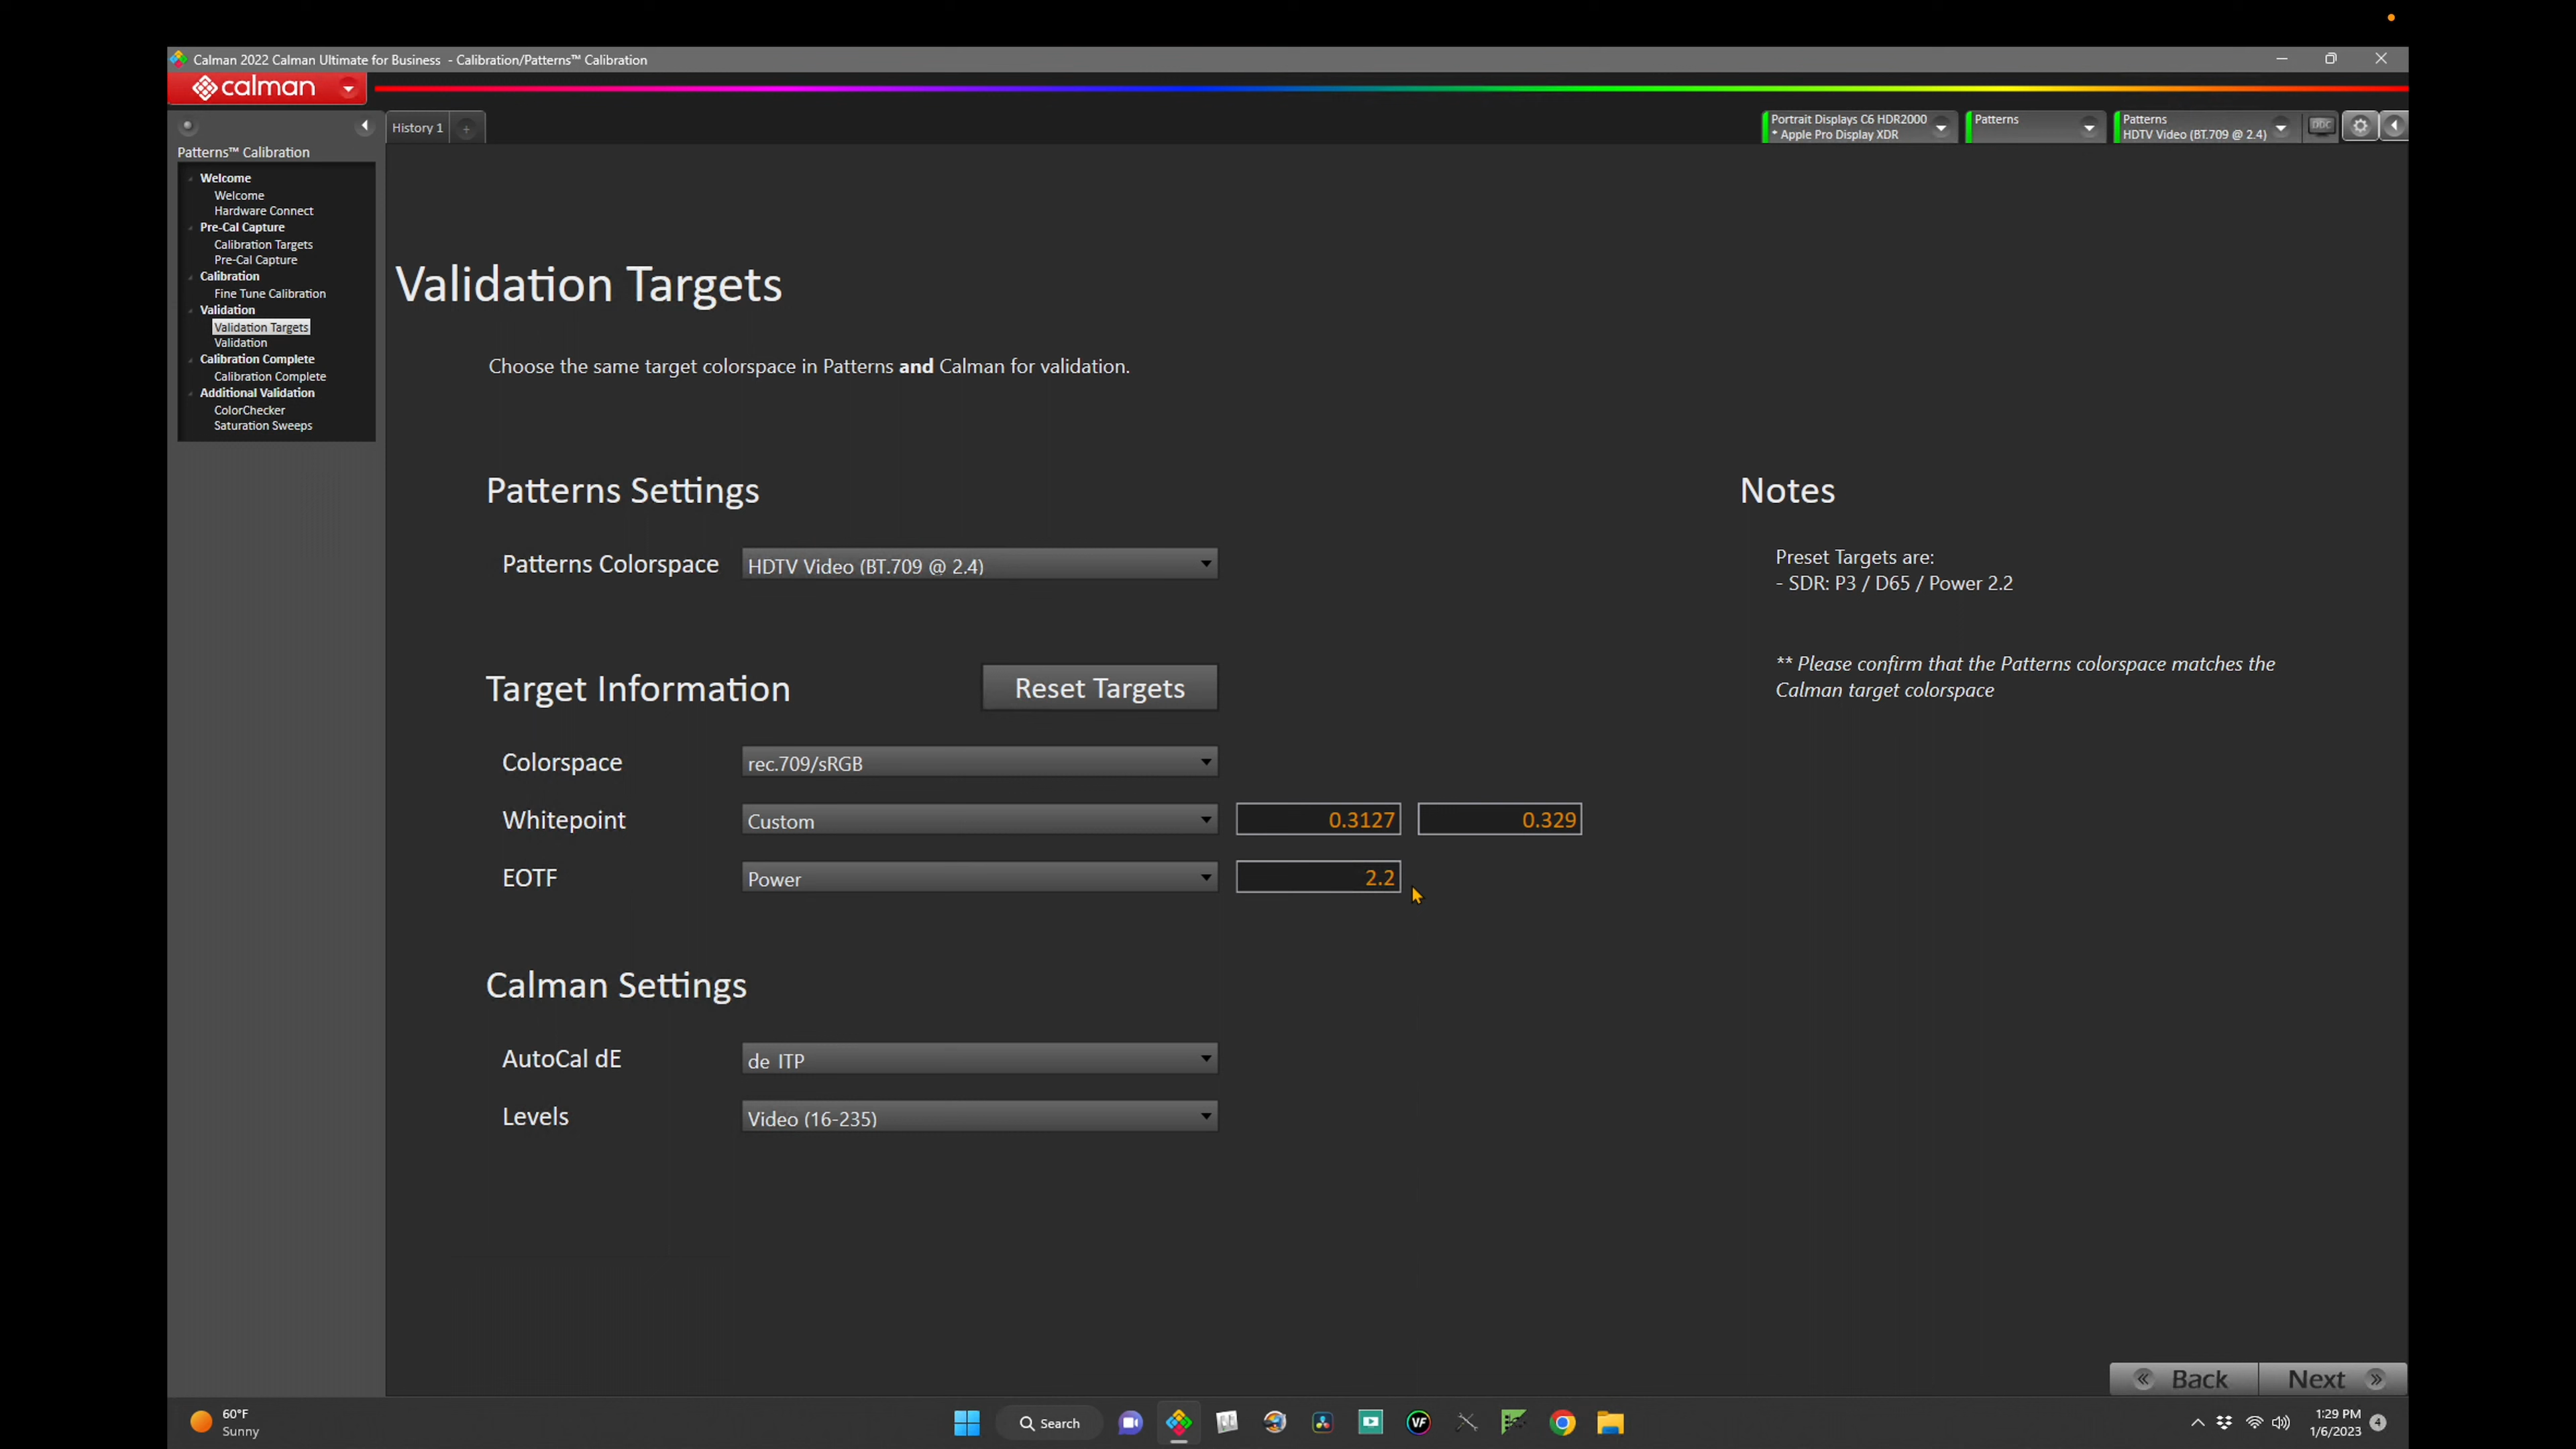 Calman 2022 Calman Ultimate for Business - Calibration/Patterns™ Calibration
calman
History 1
Portrait Displays C6 HDR2000
* Apple Pro Display XDR
Patterns
Patterns
HDTV Video (BT.709 @ 2.4)
DDC
Patterns™ Calibration
Welcome
Welcome
Hardware Connect
Pre-Cal Capture
Calibration Targets
Pre-Cal Capture
Calibration
Fine Tune Calibration
Validation
Validation Targets
Validation
Calibration Complete
Calibration Complete
Additional Validation
ColorChecker
Saturation Sweeps
Validation Targets
Choose the same target colorspace in Patterns and Calman for validation.
Patterns Settings
Patterns Colorspace
HDTV Video (BT.709 @ 2.4)
Target Information
Reset Targets
Colorspace
rec.709/sRGB
Whitepoint
Custom
0.3127
0.329
EOTF
Power
2.2
Calman Settings
AutoCal dE
de ITP
Levels
Video (16-235)
Notes
Preset Targets are:
- SDR: P3 / D65 / Power 2.2
** Please confirm that the Patterns colorspace matches the
Calman target colorspace
Back
Next
60°F
Sunny
Search
VF
1:29 PM
1/6/2023
4